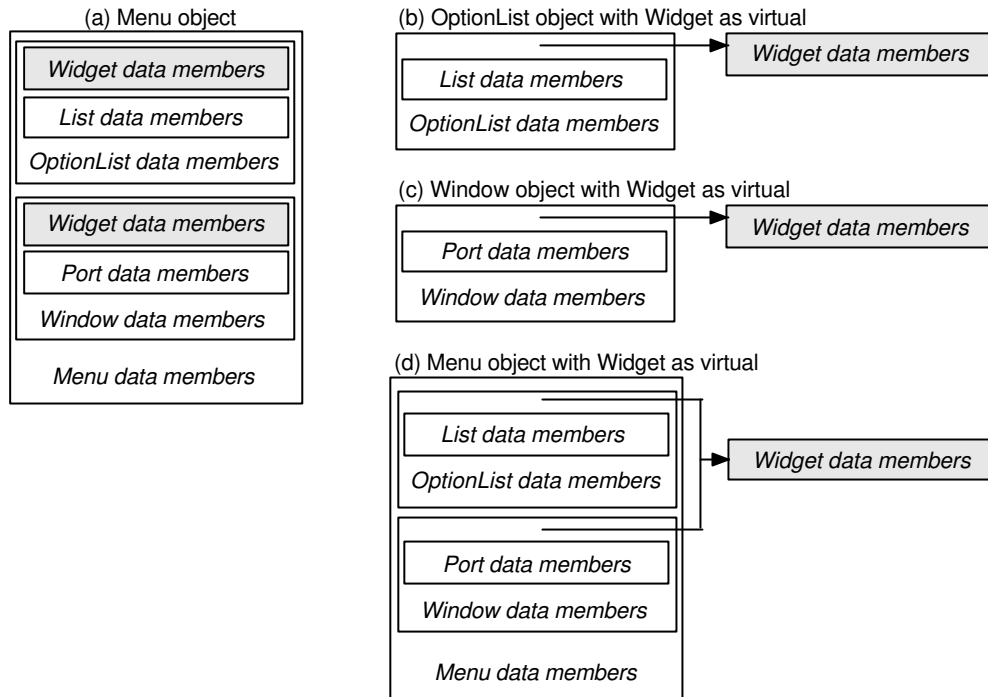 (a) Menu object
Widget data members
List data members
OptionList data members
Widget data members
Port data members
Window data members
Menu data members
(b) OptionList object with Widget as virtual
Widget data members
List data members
OptionList data members
(c) Window object with Widget as virtual
Widget data members
Port data members
Window data members
(d) Menu object with Widget as virtual
List data members
Widget data members
OptionList data members
Port data members
Window data members
Menu data members